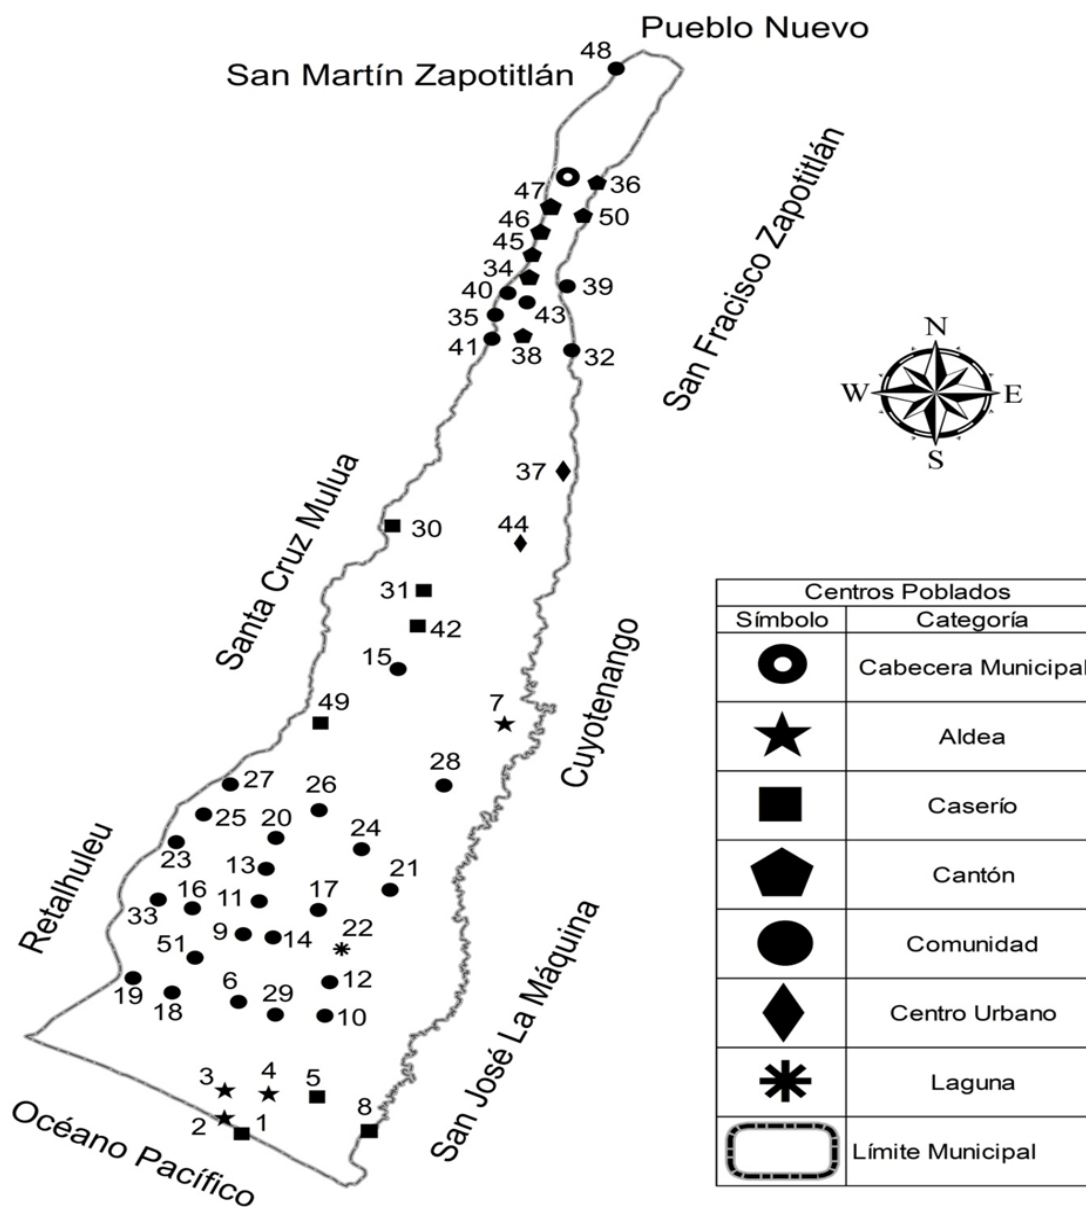 Pueblo Nuevo
48
San Martín Zapotitlán
San Fracisco Zapotitlán
47
36
46
50
45
34
40
39
35
43
41
38
32
N
W
E
S
37
Santa Cruz Mulua
30
44
31
42
15
Cuyotenango
49
7
28
27
26
25
20
24
23
13
21
Retalhuleu
33
16
11
17
9
14
22
51
12
19
18
6
29
10
San José La Máquina
3
4
5
2
1
8
Océano Pacífico
Centros Poblados
Símbolo Categoría
Cabecera Municipal
Aldea
Caserío
Cantón
Comunidad
Centro Urbano
Laguna
Límite Municipal